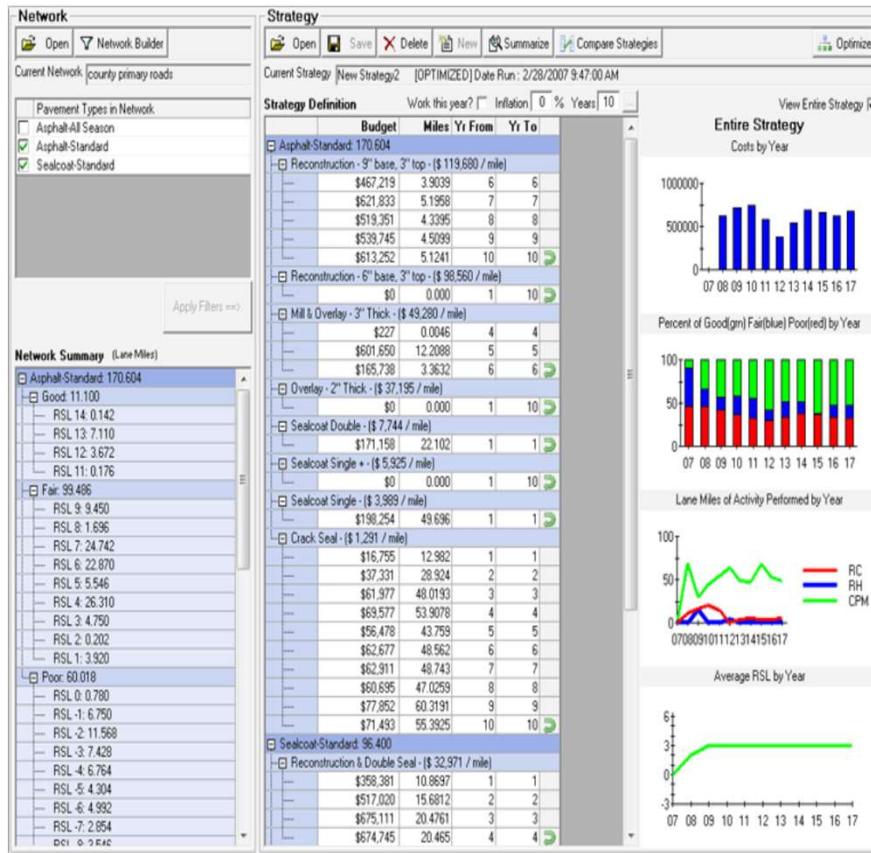 Network
Open Network Builder
Current Network county primary roads
Pavement Types in Network
Asphalt-All Season
Asphalt-Standard
Sealcoat-Standard
Apply Filters ==>
Network Summary (Lane Miles)
Asphalt-Standard: 170.604
Good: 11.100
RSL 14: 0.142
RSL 13: 7.110
RSL 12: 3.672
RSL 11: 0.176
Fair: 99.486
RSL 9: 9.450
RSL 8: 1.696
RSL 7: 24.742
RSL 6: 22.870
RSL 5: 5.546
RSL 4: 26.310
RSL 3: 4.750
RSL 2: 0.202
RSL 1: 3.920
Poor: 60.018
RSL 0: 0.780
RSL -1: 6.750
RSL -2: 11.568
RSL -3: 7.428
RSL -4: 6.764
RSL -5: 4.304
RSL -6: 4.992
RSL -7: 2.854
Strategy
Open Save Delete New Summarize Compare Strategies Optimize
Current Strategy New Strategy2 [OPTIMIZED] Date Run : 2/28/2007 9:47:00 AM
Strategy Definition Work this year? Inflation 0 % Years 10 ... View Entire Strategy
Budget Miles Yr From Yr To
Asphalt-Standard: 170.604
Reconstruction - 9" base, 3" top - ($ 119,680 / mile)
$467,219 3.9039 6 6
$621,833 5.1958 7 7
$519,351 4.3395 8 8
$539,745 4.5099 9 9
$613,252 5.1241 10 10
Reconstruction - 6" base, 3" top - ($ 98,560 / mile)
$0 0.000 1 10
Mill & Overlay - 3" Thick - ($ 49,280 / mile)
$227 0.0046 4 4
$601,650 12.2088 5 5
$165,738 3.3632 6 6
Overlay - 2" Thick - ($ 37,195 / mile)
$0 0.000 1 10
Sealcoat Double - ($ 7,744 / mile)
$171,158 22.102 1 1
Sealcoat Single + - ($ 5,925 / mile)
$0 0.000 1 10
Sealcoat Single - ($ 3,989 / mile)
$198,254 49.696 1 1
Crack Seal - ($ 1,291 / mile)
$16,755 12.982 1 1
$37,331 28.924 2 2
$61,977 48.0193 3 3
$69,577 53.9078 4 4
$56,478 43.759 5 5
$62,677 48.562 6 6
$62,911 48.743 7 7
$60,695 47.0259 8 8
$77,852 60.3191 9 9
$71,493 55.3925 10 10
Sealcoat-Standard: 96.400
Reconstruction & Double Seal - ($ 32,971 / mile)
$358,381 10.8697 1 1
$517,020 15.6812 2 2
$675,111 20.4761 3 3
$674,745 20.465 4 4
Entire Strategy
Costs by Year
1000000
500000
0
07 08 09 10 11 12 13 14 15 16 17
Percent of Good(grn) Fair(blue) Poor(red) by Year
100
50
0
07 08 09 10 11 12 13 14 15 16 17
Lane Miles of Activity Performed by Year
100
50
0
0708091011121314151617
RC
RH
CPM
Average RSL by Year
6
3
0
-3
07 08 09 10 11 12 13 14 15 16 17